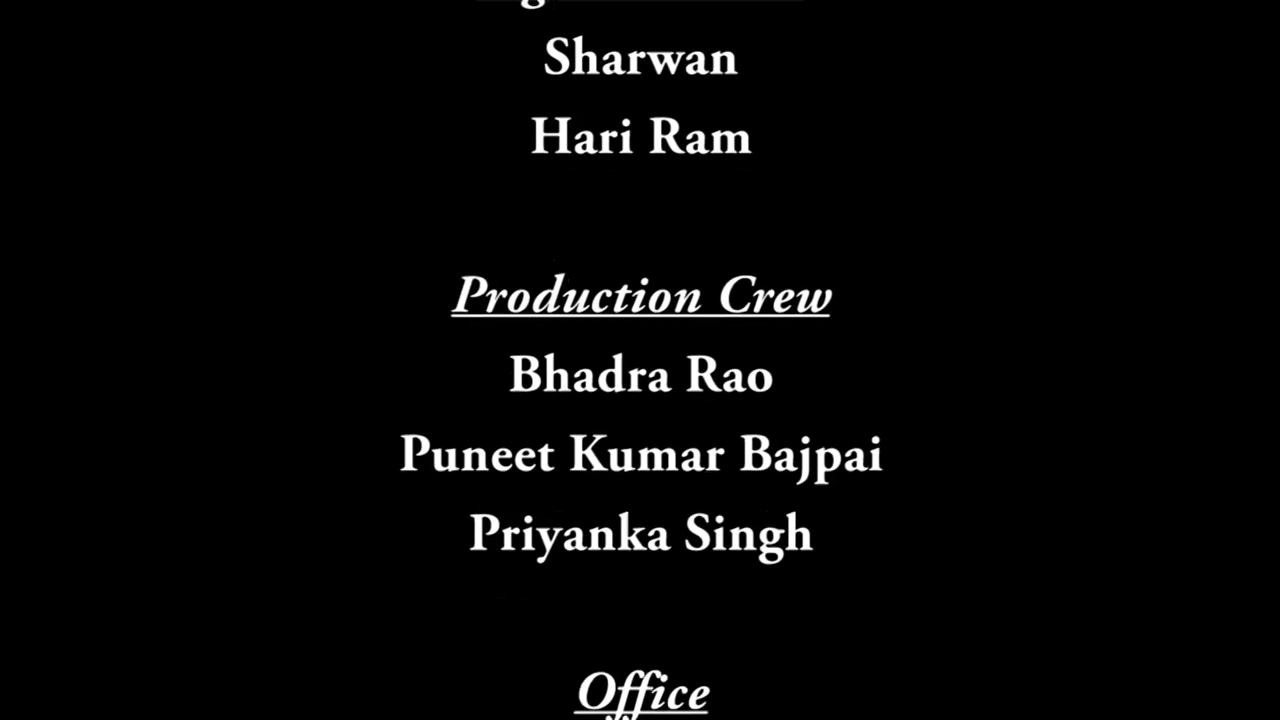 Sharwan
Hari Ram
Production Crew
Bhadra Rao
Puneet Kumar Bajpai
Priyanka Singh
Office